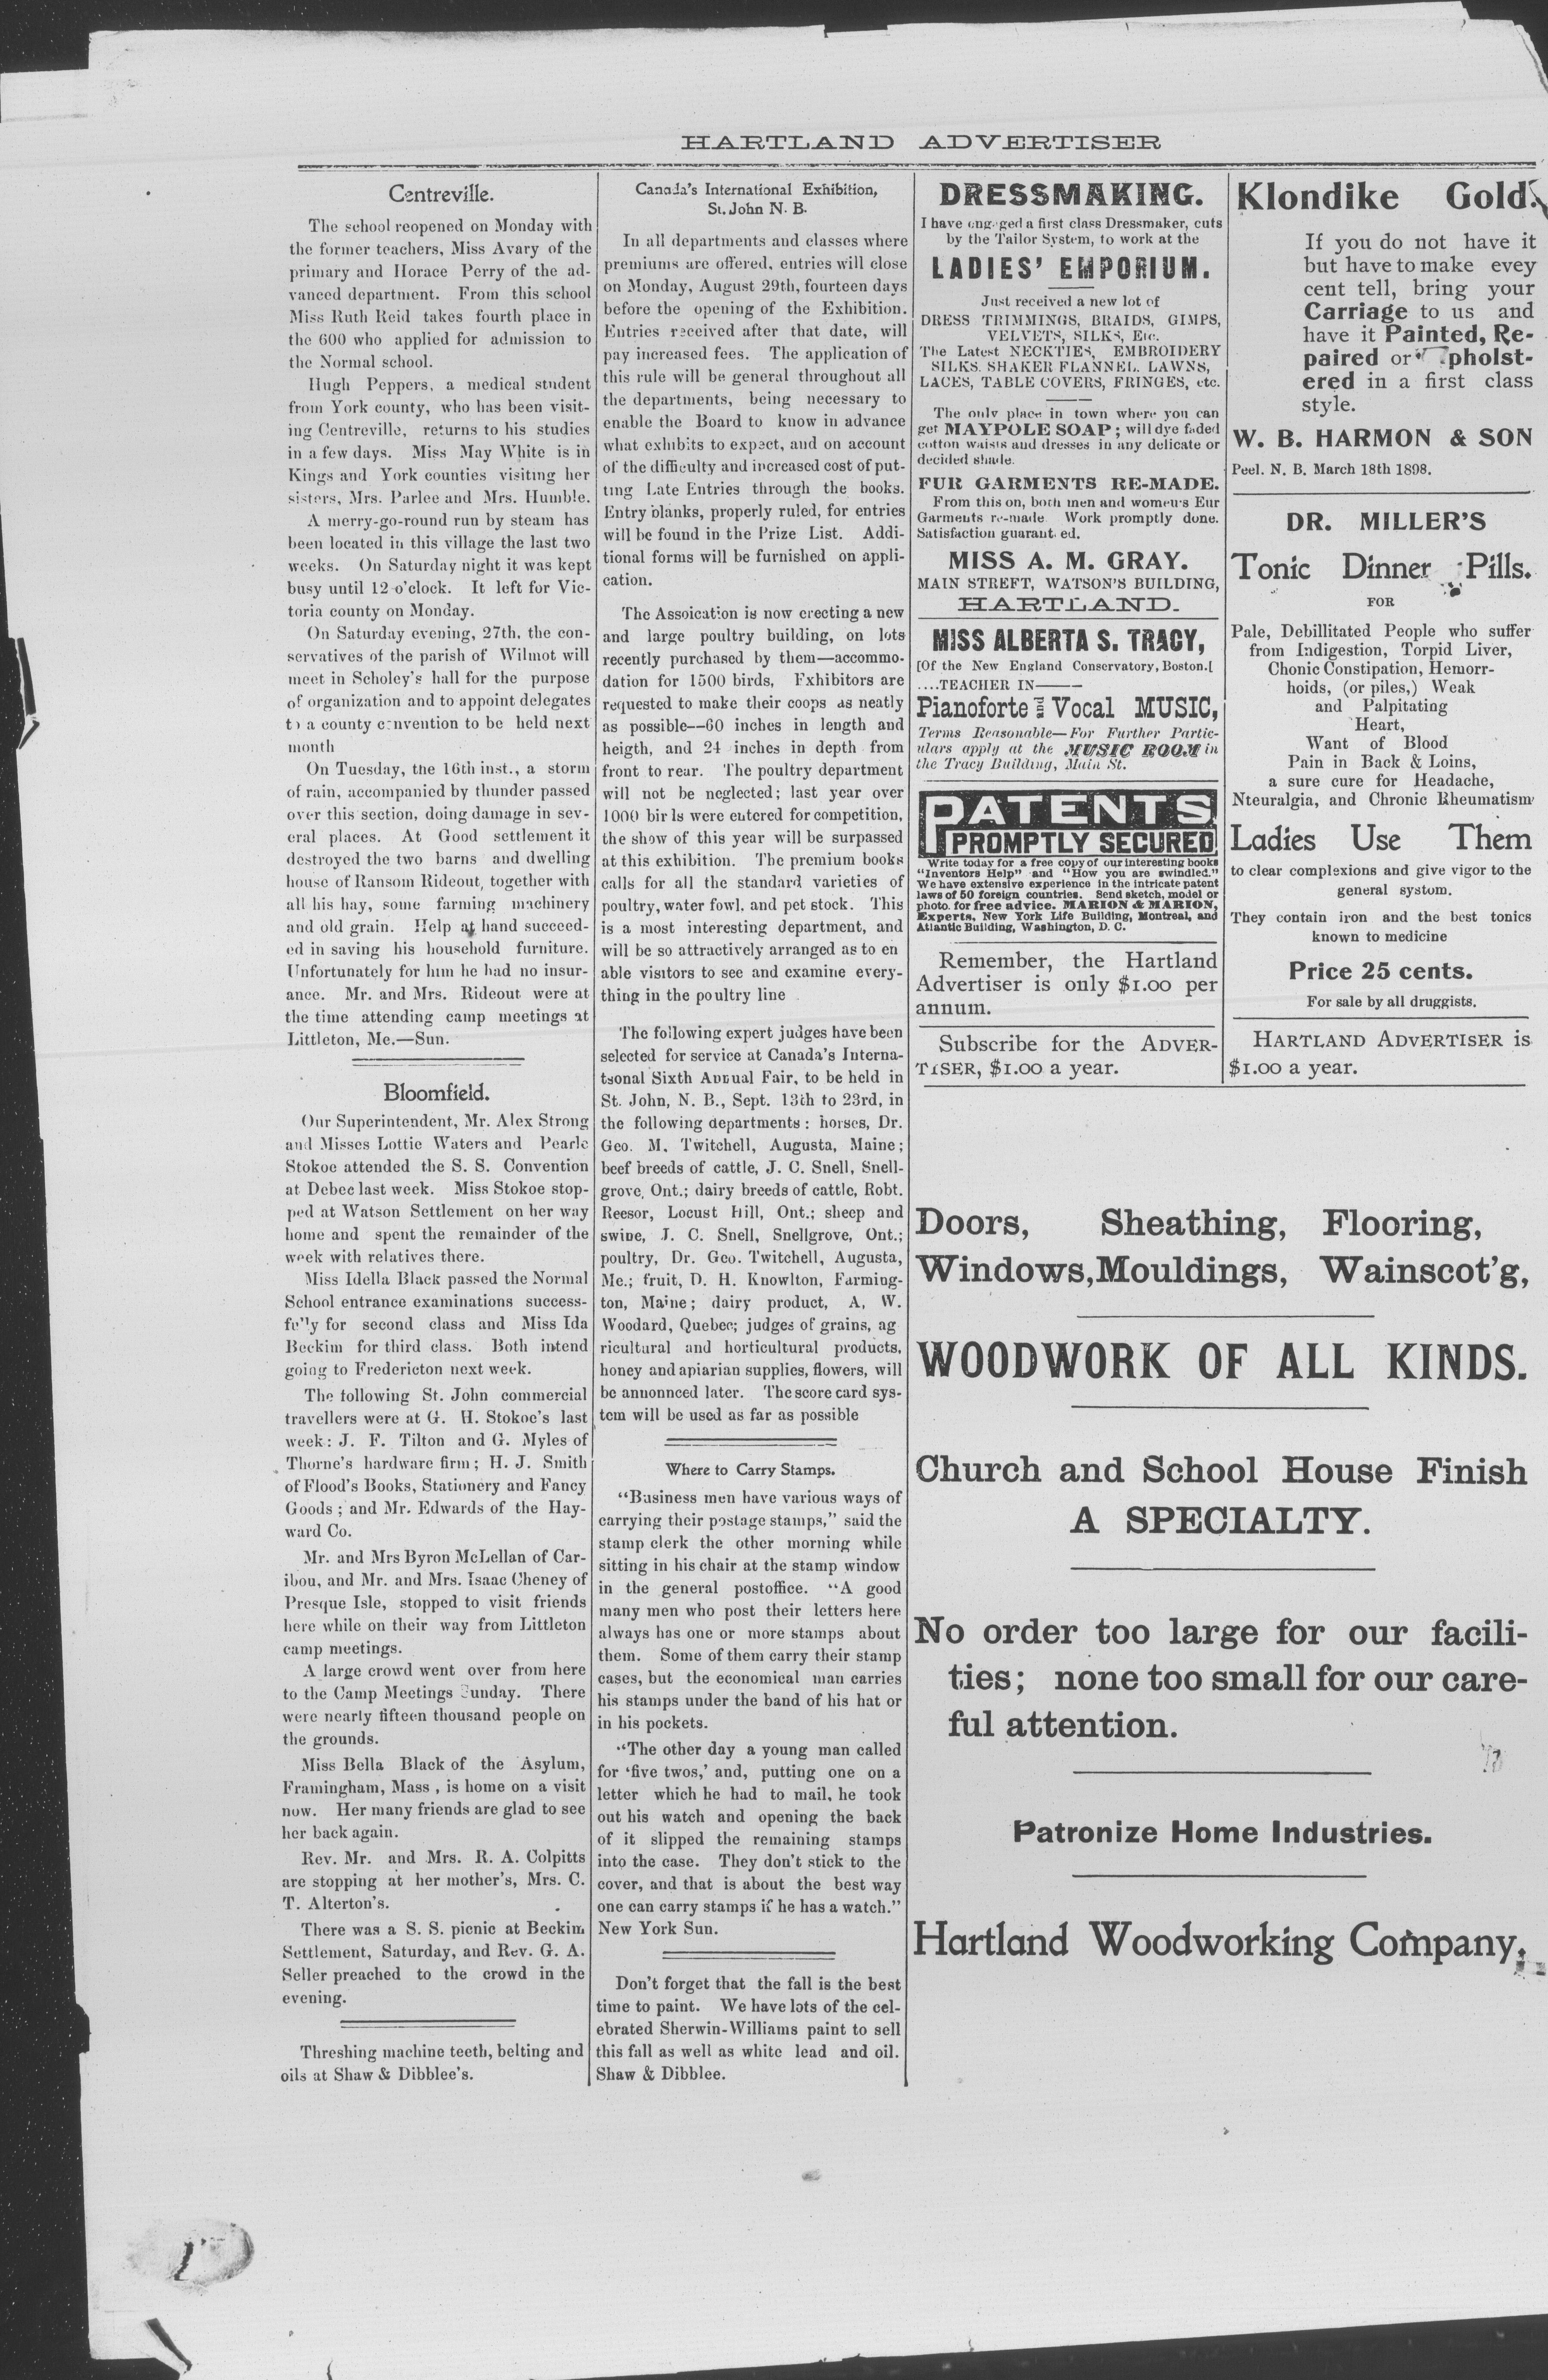 HARTLAND ADVERTISER
Centreville.
The school reopened on Monday with
the former teachers, Miss Avary of the
primary and Horace Perry of the ad-
vanced department. From this school
Miss Ruth Reid takes fourth place in
the 600 who applied for admission to
the Normal school.
Hugh Peppers, a medical student
from York county, who has been visit-
ing Centreville, returns to his studies
in a few days. Miss May White is in
Kings and York counties visiting her
sisters, Mrs. Parlee and Mrs. Humble.
A merry-go-round run by steam has
been located in this village the last two
weeks. On Saturday night it was kept
busy until 12 o'clock. It left for Vic-
toria county on Monday.
On Saturday evening, 27th, the con-
servatives of the parish of Wilmot will
meet in Scholey's hall for the purpose
of organization and to appoint delegates
to a county convention to be held next
month
On Tuesday, the 16th inst., a storm
of rain, accompanied by thunder passed
over this section, doing damage in sev-
eral places. At Good settlement it
destroyed the two barns and dwelling
house of Ransom Rideout, together with
all his hay, some farming machinery
and old grain. Help at hand succeed-
ed in saving his household furniture.
Unfortunately for him he had no insur-
ance. Mr. and Mrs. Rideout were at
the time attending camp meetings at
Littleton, Me.—Sun.
Bloomfield.
Our Superintendent, Mr. Alex Strong
and Misses Lottie Waters and Pearle
Stokoe attended the S. S. Convention
at Debec last week. Miss Stokoe stop-
ped at Watson Settlement on her way
home and spent the remainder of the
week with relatives there.
Miss Idella Black passed the Normal
School entrance examinations success-
fully for second class and Miss Ida
Beckim for third class. Both intend
going to Fredericton next week.
The following St. John commercial
travellers were at G. H. Stokoe's last
week: J. F. Tilton and G. Myles of
Thorne's hardware firm; H. J. Smith
of Flood's Books, Stationery and Fancy
Goods; and Mr. Edwards of the Hay-
ward Co.
Mr. and Mrs Byron McLellan of Car-
ibou, and Mr. and Mrs. Isaac Cheney of
Presque Isle, stopped to visit friends
here while on their way from Littleton
camp meetings.
A large crowd went over from here
to the Camp Meetings Sunday. There
were nearly fifteen thousand people on
the grounds.
Miss Bella Black of the Asylum,
Framingham, Mass , is home on a visit
now. Her many friends are glad to see
her back again.
Rev. Mr. and Mrs. R. A. Colpitts
are stopping at her mother's, Mrs. C.
T. Alterton's.
There was a S. S. picnic at Beckim
Settlement, Saturday, and Rev. G. A.
Seller preached to the crowd in the
evening.
Threshing machine teeth, belting and
oils at Shaw & Dibblee's.
Canada's International Exhibition,
St. John N. B.
In all departments and classes where
premiums are offered, entries will close
on Monday, August 29th, fourteen days
before the opening of the Exhibition.
Entries received after that date, will
pay increased fees. The application of
this rule will be general throughout all
the departments, being necessary to
enable the Board to know in advance
what exhibits to expect, and on account
of the difficulty and increased cost of put-
ting Late Entries through the books.
Entry blanks, properly ruled, for entries
will be found in the Prize List. Addi-
tional forms will be furnished on appli-
cation.
The Assoication is now erecting a new
and large poultry building, on lots
recently purchased by them—accommo-
dation for 1500 birds, Exhibitors are
requested to make their coops as neatly
as possible—60 inches in length and
heigth, and 24 inches in depth from
front to rear. The poultry department
will not be neglected; last year over
1000 birds were entered for competition,
the show of this year will be surpassed
at this exhibition. The premium books
calls for all the standard varieties of
poultry, water fowl, and pet stock. This
is a most interesting department, and
will be so attractively arranged as to en
able visitors to see and examine every-
thing in the poultry line
The following expert judges have been
selected for service at Canada's Interna-
tsonal Sixth Annual Fair, to be held in
St. John, N. B., Sept. 13th to 23rd, in
the following departments: horses, Dr.
Geo. M. Twitchell, Augusta, Maine;
beef breeds of cattle, J. C. Snell, Snell-
grove, Ont.; dairy breeds of cattle, Robt.
Reesor, Locust Hill, Ont.; sheep and
swine, J. C. Snell, Snellgrove, Ont.;
poultry, Dr. Geo. Twitchell, Augusta,
Me.; fruit, D. H. Knowlton, Farming-
ton, Maine; dairy product, A, W.
Woodard, Quebec; judges of grains, ag
ricultural and horticultural products,
honey and apiarian supplies, flowers, will
be annonnced later. The score card sys-
tem will be used as far as possible
Where to Carry Stamps.
"Business men have various ways of
carrying their postage stamps," said the
stamp clerk the other morning while
sitting in his chair at the stamp window
in the general postoffice. "A good
many men who post their letters here
always has one or more stamps about
them. Some of them carry their stamp
cases, but the economical man carries
his stamps under the band of his hat or
in his pockets.
"The other day a young man called
for 'five twos,' and, putting one on a
letter which he had to mail, he took
out his watch and opening the back
of it slipped the remaining stamps
into the case. They don't stick to the
cover, and that is about the best way
one can carry stamps if he has a watch."
New York Sun.
Don't forget that the fall is the best
time to paint. We have lots of the cel-
ebrated Sherwin-Williams paint to sell
this fall as well as white lead and oil.
Shaw & Dibblee.
DRESSMAKING.
I have engaged a first class Dressmaker, cuts
by the Tailor System, to work at the
LADIES' EMPORIUM.
Just received a new lot of
DRESS TRIMMINGS, BRAIDS, GIMPS,
VELVETS, SILKS, Etc.
The Latest NECKTIES, EMBROIDERY
SILKS. SHAKER FLANNEL. LAWNS,
LACES, TABLE COVERS, FRINGES, etc.
The only place in town where you can
get MAYPOLE SOAP; will dye faded
cotton waists and dresses in any delicate or
decided shade.
FUR GARMENTS RE-MADE.
From this on, both men and women's Fur
Garments re-made Work promptly done.
Satisfaction guaranteed.
MISS A. M. GRAY.
MAIN STREET, WATSON'S BUILDING,
HARTLAND.
MISS ALBERTA S. TRACY,
[Of the New England Conservatory, Boston.[
....TEACHER IN——
Pianoforte and Vocal MUSIC,
Terms Reasonable—For Further Partic-
ulars apply at the MUSIC ROOM in
the Tracy Building, Main St.
PATENTS
PROMPTLY SECURED
Write today for a free copy of our interesting books
"Inventors Help" and "How you are swindled."
We have extensive experience in the intricate patent
laws of 50 foreign countries. Send sketch, model or
photo. for free advice. MARION & MARION,
Experts, New York Life Building, Montreal, and
Atlantic Building, Washington, D. C.
Remember, the Hartland
Advertiser is only $1.00 per
annum.
Subscribe for the ADVER-
TISER, $1.00 a year.
Klondike Gold.
If you do not have it
but have to make evey
cent tell, bring your
Carriage to us and
have it Painted, Re-
paired or pholst-
ered in a first class
style.
W. B. HARMON & SON
Peel. N. B. March 18th 1898.
DR. MILLER'S
Tonic Dinner Pills.
FOR
Pale, Debillitated People who suffer
from Indigestion, Torpid Liver,
Chonic Constipation, Hemorr-
hoids, (or piles,) Weak
and Palpitating
Heart,
Want of Blood
Pain in Back & Loins,
a sure cure for Headache,
Nteuralgia, and Chronic Rheumatism
Ladies Use Them
to clear complexions and give vigor to the
general system.
They contain iron and the best tonics
known to medicine
Price 25 cents.
For sale by all druggists.
HARTLAND ADVERTISER is
$1.00 a year.
Doors, Sheathing, Flooring,
Windows, Mouldings, Wainscot'g,
WOODWORK OF ALL KINDS.
Church and School House Finish
A SPECIALTY.
No order too large for our facili-
ties; none too small for our care-
ful attention.
Patronize Home Industries.
Hartland Woodworking Company,